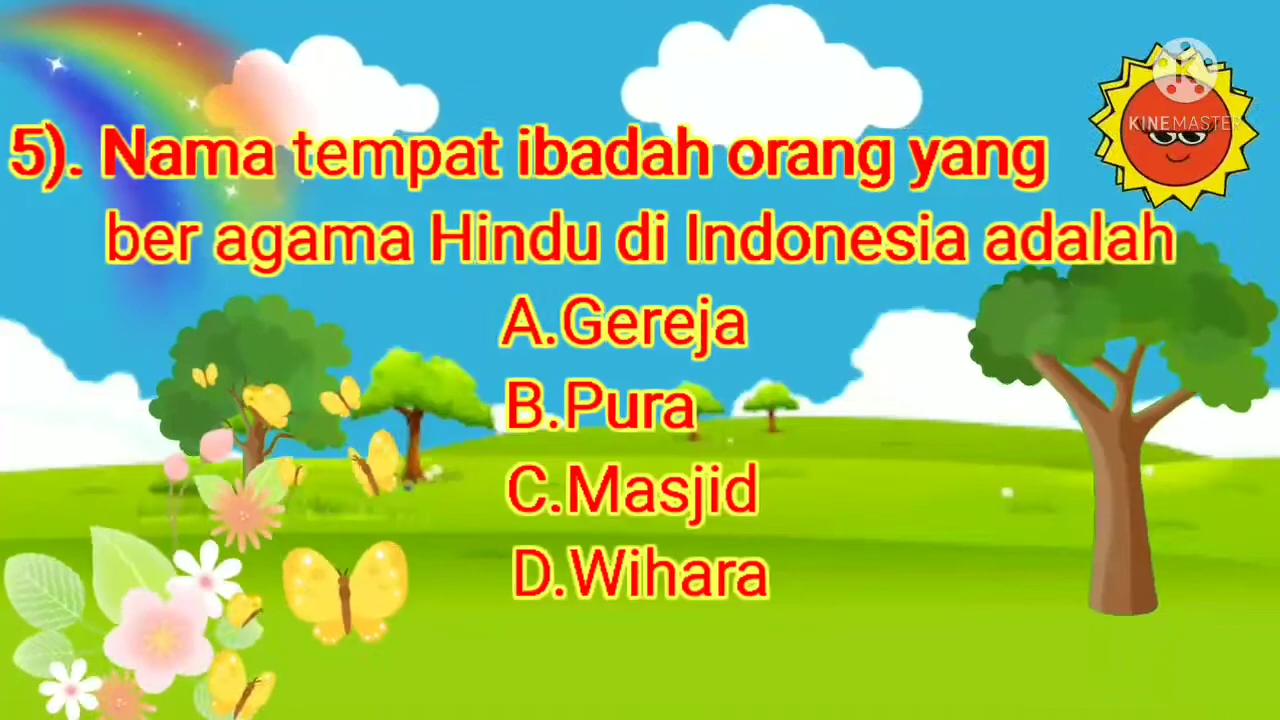 5). Nama tempat ibadah orang yang
ber agama Hindu di Indonesia adalah
A.Gereja
B.Pura
C.Masjid
D.Wihara
KINEMASTER